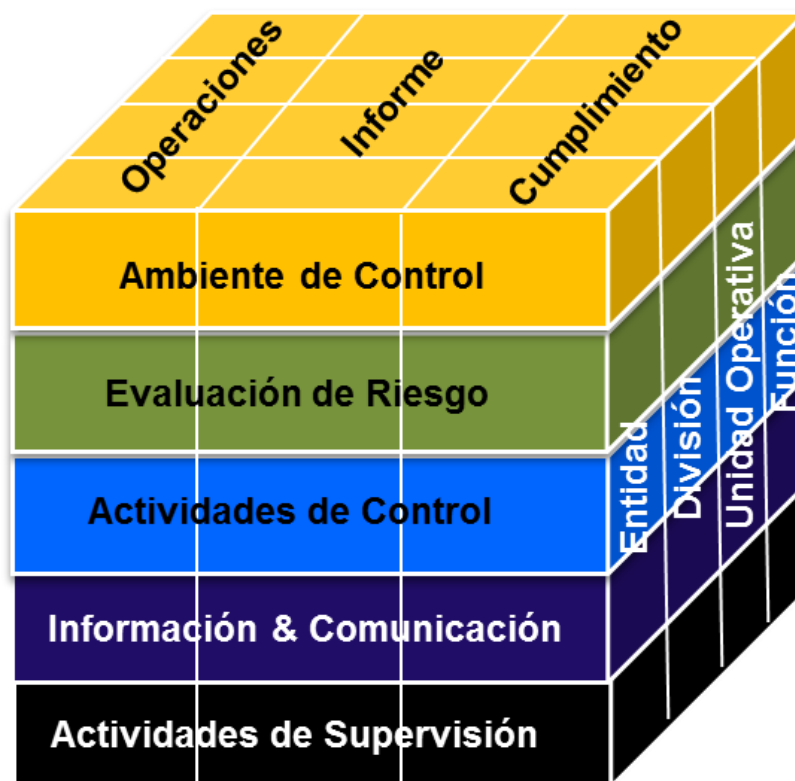 Operaciones
Informe
Cumplimiento
Ambiente de Control
Evaluación de Riesgo
Actividades de Control
Información & Comunicación
Actividades de Supervisión
Entidad
División
Unidad Operativa
Función